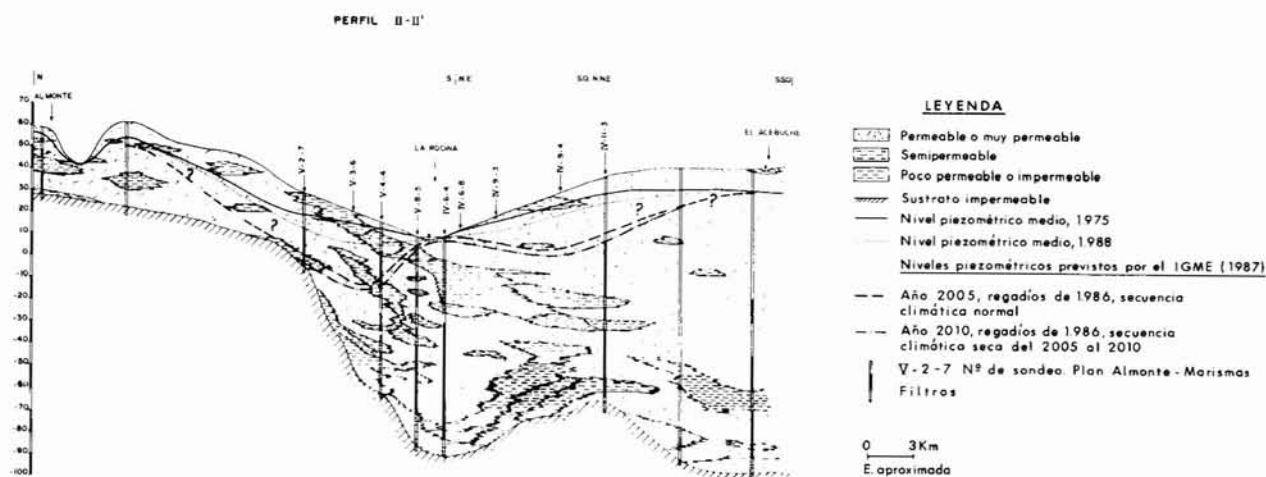 PERFIL II-II'
N
S
N E
SO NNE
SSO
ALMONTE
LA ROCINA
EL ACEBUCHE
V-2-7
V-3-6
V-4-6
V-8-5
IV-6-4
IV-6-8
IV-9-3
IV-9-4
IV-11-3
70
60
50
40
30
20
10
0
-10
-20
-30
-40
-50
-60
-70
-80
-90
-100
?
?
?
?
?
LEYENDA
Permeable o muy permeable
Semipermeable
Poco permeable o impermeable
Sustrato impermeable
Nivel piezométrico medio, 1975
Nivel piezométrico medio, 1.988
Niveles piezométricos previstos por el IGME (1987)
Año 2005, regadíos de 1.986, secuencia
climática normal
Año 2010, regadíos de 1.986, secuencia
climática seca del 2005 al 2010
V-2-7 Nº de sondeo. Plan Almonte-Marismas
Filtros
0 3Km
E. aproximada